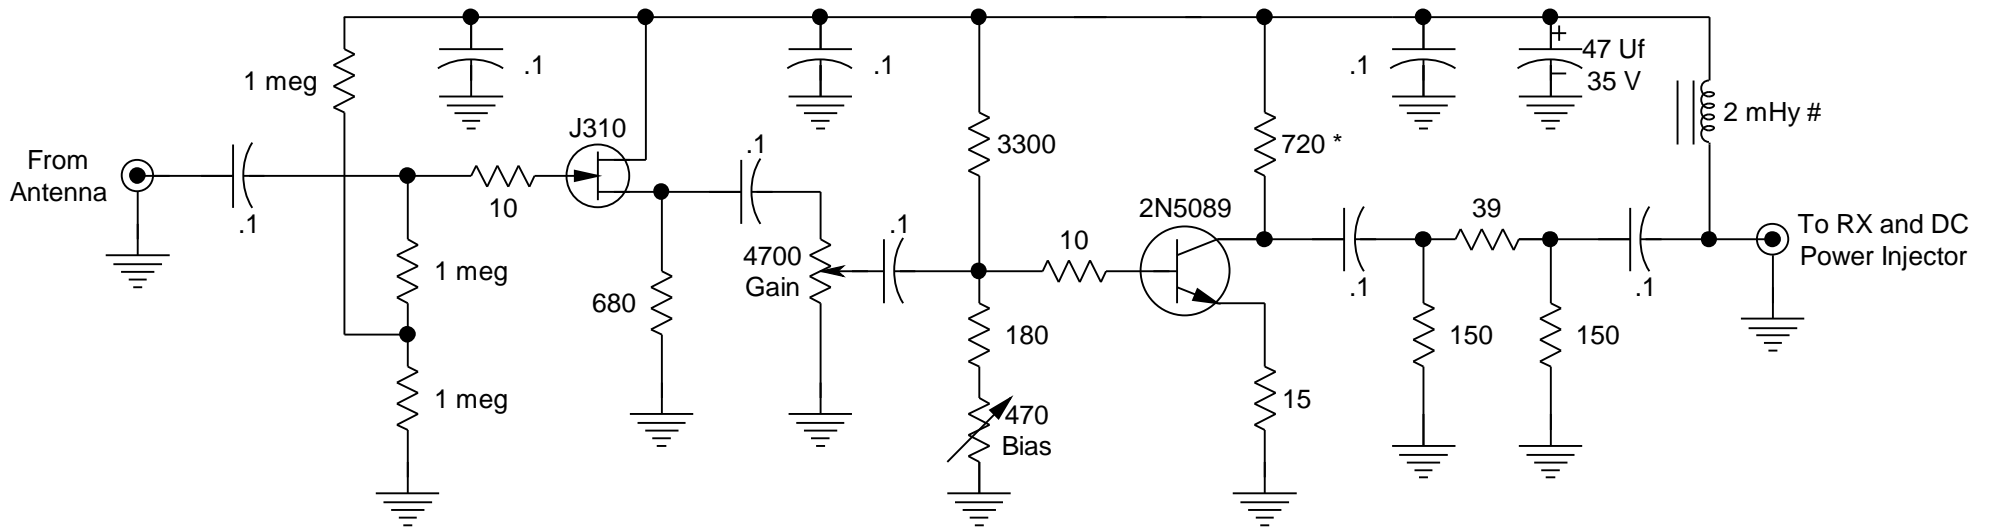 From
Antenna
.1
1 meg
1 meg
1 meg
.1
10
J310
680
.1
4700
Gain
.1
.1
3300
180
470
Bias
10
2N5089
720 *
15
.1
150
39
150
.1
.1
+
47 Uf
−
35 V
2 mHy #
To RX and DC
Power Injector